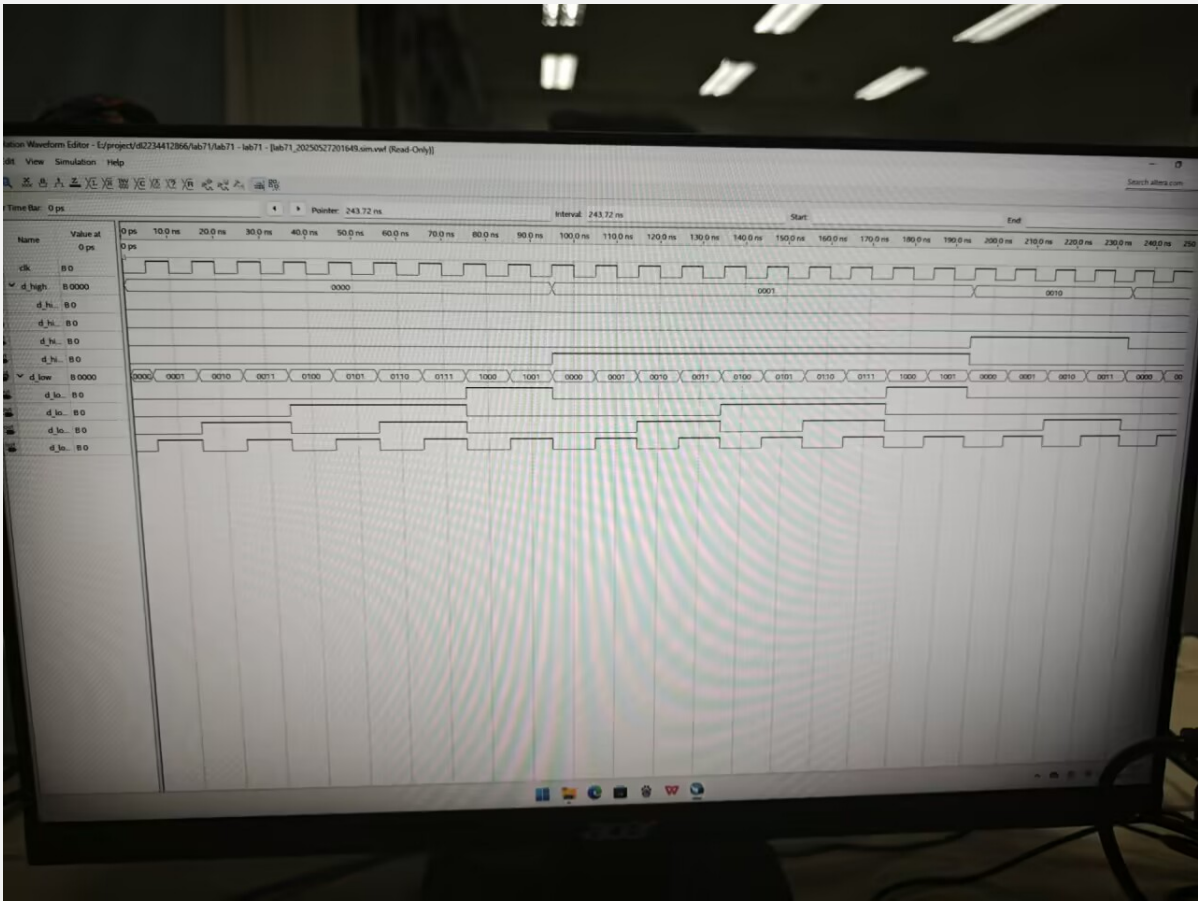 ation Waveform Editor - E:/project/dl2234412866/lab71/lab71 - lab71 - [lab71_20250527201649.sim.vwf (Read-Only)]
dit View Simulation Help
Search altera.com
Time Bar: 0 ps Pointer: 243.72 ns Interval: 243.72 ns Start: End:
Name Value at 0 ps
0 ps 10.0 ns 20.0 ns 30.0 ns 40.0 ns 50.0 ns 60.0 ns 70.0 ns 80.0 ns 90.0 ns 100.0 ns 110.0 ns 120.0 ns 130.0 ns 140.0 ns 150.0 ns 160.0 ns 170.0 ns 180.0 ns 190.0 ns 200.0 ns 210.0 ns 220.0 ns 230.0 ns 240.0 ns 250
0 ps
clk B 0
d_high B 0000 0000 0001 0010
d_hi... B 0
d_hi... B 0
d_hi... B 0
d_hi... B 0
d_low B 0000 0000 0001 0010 0011 0100 0101 0110 0111 1000 1001 0000 0001 0010 0011 0100 0101 0110 0111 1000 1001 0000 0001 0010 0011 0000 00
d_lo... B 0
d_lo... B 0
d_lo... B 0
d_lo... B 0
acer